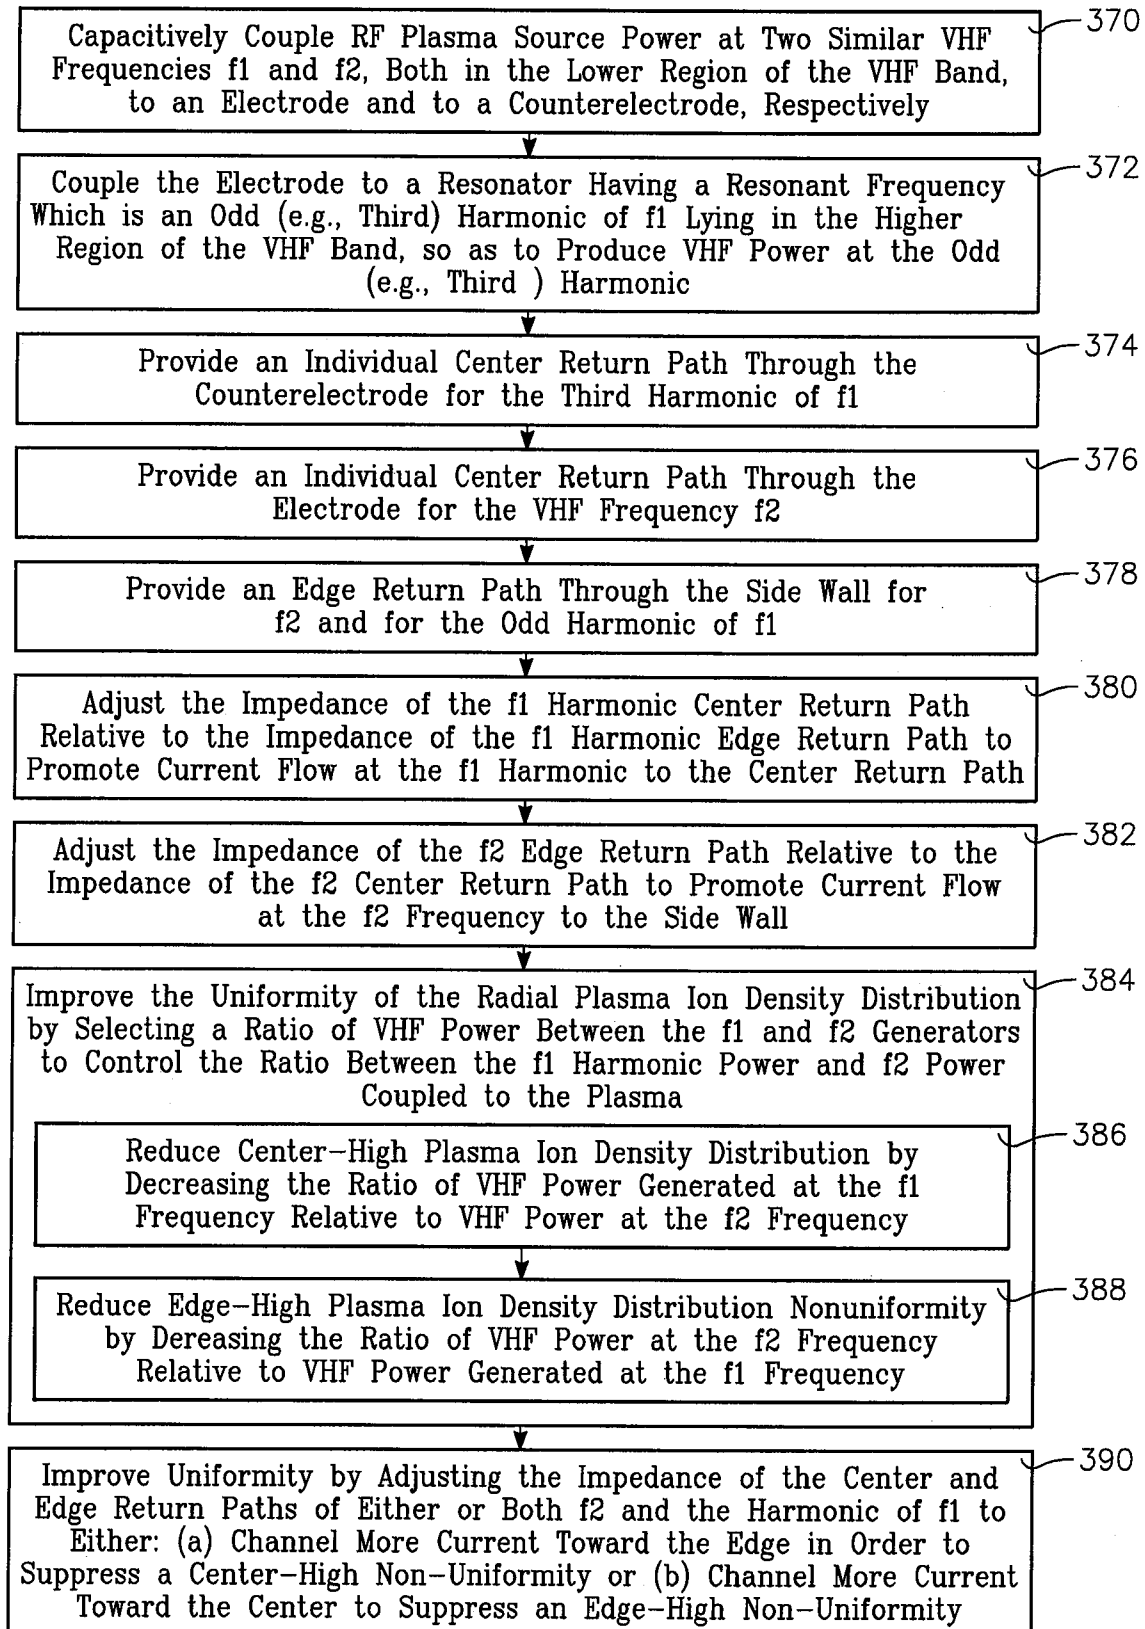 Capacitively Couple RF Plasma Source Power at Two Similar VHF
Frequencies f1 and f2, Both in the Lower Region of the VHF Band,
to an Electrode and to a Counterelectrode, Respectively
370
Couple the Electrode to a Resonator Having a Resonant Frequency
Which is an Odd (e.g., Third) Harmonic of f1 Lying in the Higher
Region of the VHF Band, so as to Produce VHF Power at the Odd
(e.g., Third ) Harmonic
372
Provide an Individual Center Return Path Through the
Counterelectrode for the Third Harmonic of f1
374
Provide an Individual Center Return Path Through the
Electrode for the VHF Frequency f2
376
Provide an Edge Return Path Through the Side Wall for
f2 and for the Odd Harmonic of f1
378
Adjust the Impedance of the f1 Harmonic Center Return Path
Relative to the Impedance of the f1 Harmonic Edge Return Path to
Promote Current Flow at the f1 Harmonic to the Center Return Path
380
Adjust the Impedance of the f2 Edge Return Path Relative to the
Impedance of the f2 Center Return Path to Promote Current Flow
at the f2 Frequency to the Side Wall
382
Improve the Uniformity of the Radial Plasma Ion Density Distribution
by Selecting a Ratio of VHF Power Between the f1 and f2 Generators
to Control the Ratio Between the f1 Harmonic Power and f2 Power
Coupled to the Plasma
384
Reduce Center-High Plasma Ion Density Distribution by
Decreasing the Ratio of VHF Power Generated at the f1
Frequency Relative to VHF Power at the f2 Frequency
386
Reduce Edge-High Plasma Ion Density Distribution Nonuniformity
by Dereasing the Ratio of VHF Power at the f2 Frequency
Relative to VHF Power Generated at the f1 Frequency
388
Improve Uniformity by Adjusting the Impedance of the Center and
Edge Return Paths of Either or Both f2 and the Harmonic of f1 to
Either: (a) Channel More Current Toward the Edge in Order to
Suppress a Center-High Non-Uniformity or (b) Channel More Current
Toward the Center to Suppress an Edge-High Non-Uniformity
390